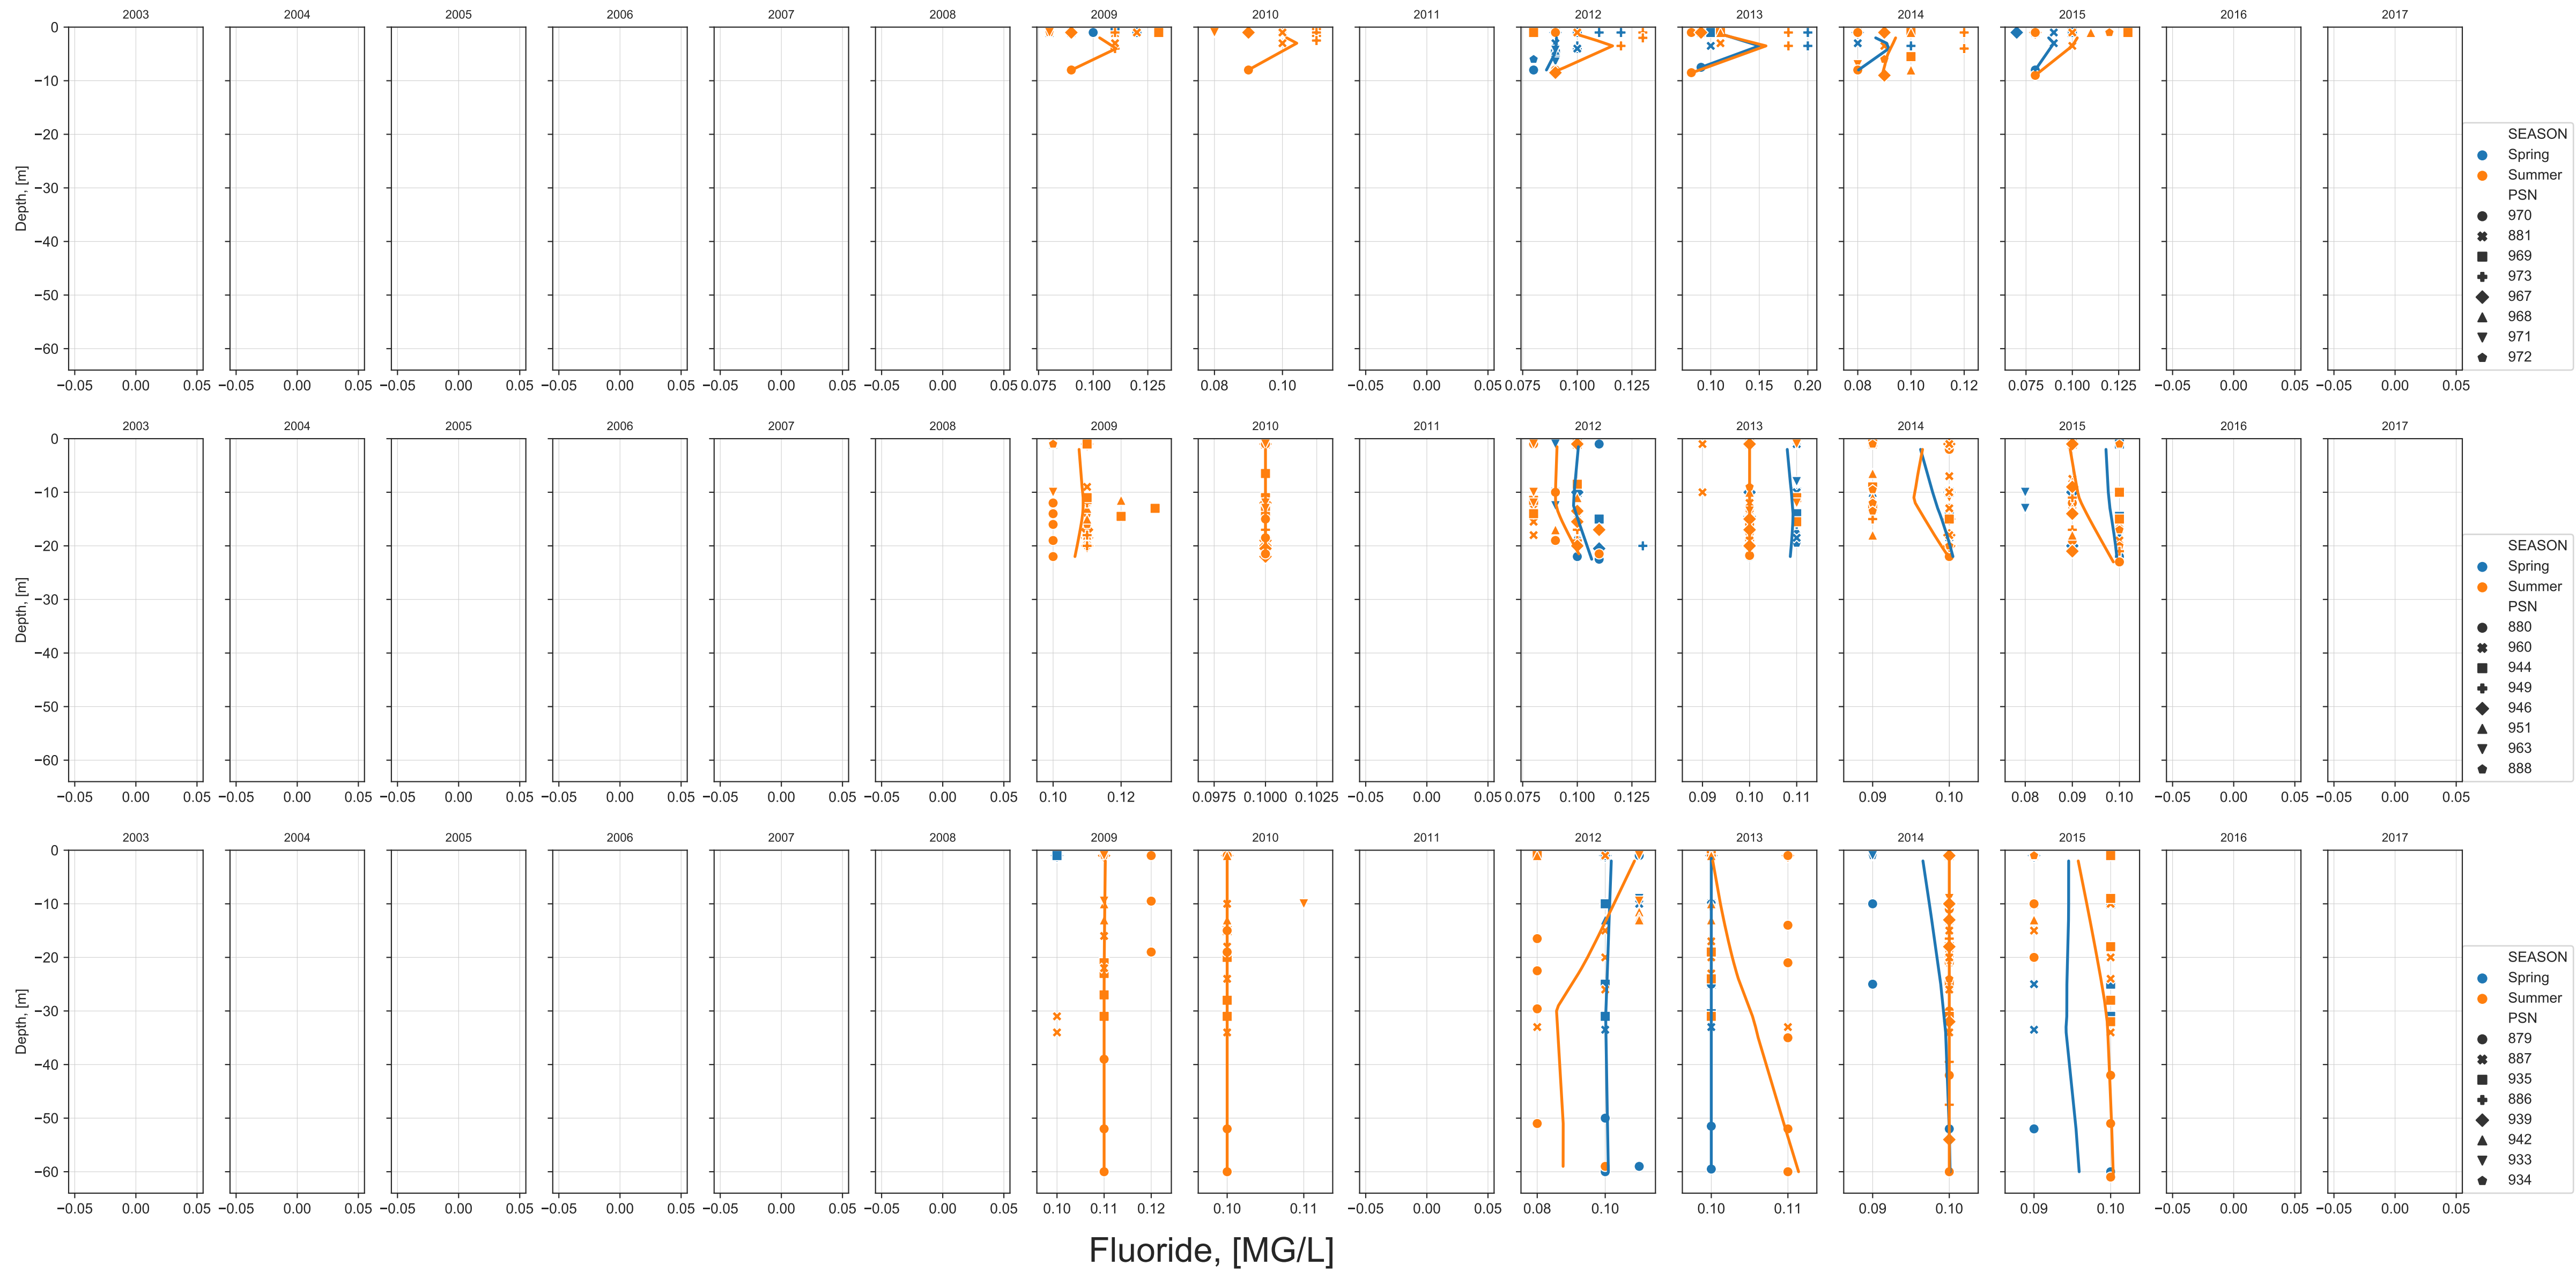 2003 2004 2005 2006 2007 2008 2009 2010 2011 2012 2013 2014 2015 2016 2017
0
−10
−20
−30
−40
−50
−60
Depth, [m]
−0.05 0.00 0.05 −0.05 0.00 0.05 −0.05 0.00 0.05 −0.05 0.00 0.05 −0.05 0.00 0.05 −0.05 0.00 0.05 0.075 0.100 0.125 0.08 0.10 −0.05 0.00 0.05 0.075 0.100 0.125 0.10 0.15 0.20 0.08 0.10 0.12 0.075 0.100 0.125 −0.05 0.00 0.05 −0.05 0.00 0.05
SEASON
Spring
Summer
PSN
970
881
969
973
967
968
971
972
2003 2004 2005 2006 2007 2008 2009 2010 2011 2012 2013 2014 2015 2016 2017
0
−10
−20
−30
−40
−50
−60
Depth, [m]
−0.05 0.00 0.05 −0.05 0.00 0.05 −0.05 0.00 0.05 −0.05 0.00 0.05 −0.05 0.00 0.05 −0.05 0.00 0.05 0.10 0.12 0.0975 0.1000 0.1025 −0.05 0.00 0.05 0.075 0.100 0.125 0.09 0.10 0.11 0.09 0.10 0.08 0.09 0.10 −0.05 0.00 0.05 −0.05 0.00 0.05
SEASON
Spring
Summer
PSN
880
960
944
949
946
951
963
888
2003 2004 2005 2006 2007 2008 2009 2010 2011 2012 2013 2014 2015 2016 2017
0
−10
−20
−30
−40
−50
−60
Depth, [m]
−0.05 0.00 0.05 −0.05 0.00 0.05 −0.05 0.00 0.05 −0.05 0.00 0.05 −0.05 0.00 0.05 −0.05 0.00 0.05 0.10 0.11 0.12 0.10 0.11 −0.05 0.00 0.05 0.08 0.10 0.10 0.11 0.09 0.10 0.09 0.10 −0.05 0.00 0.05 −0.05 0.00 0.05
SEASON
Spring
Summer
PSN
879
887
935
886
939
942
933
934
Fluoride, [MG/L]